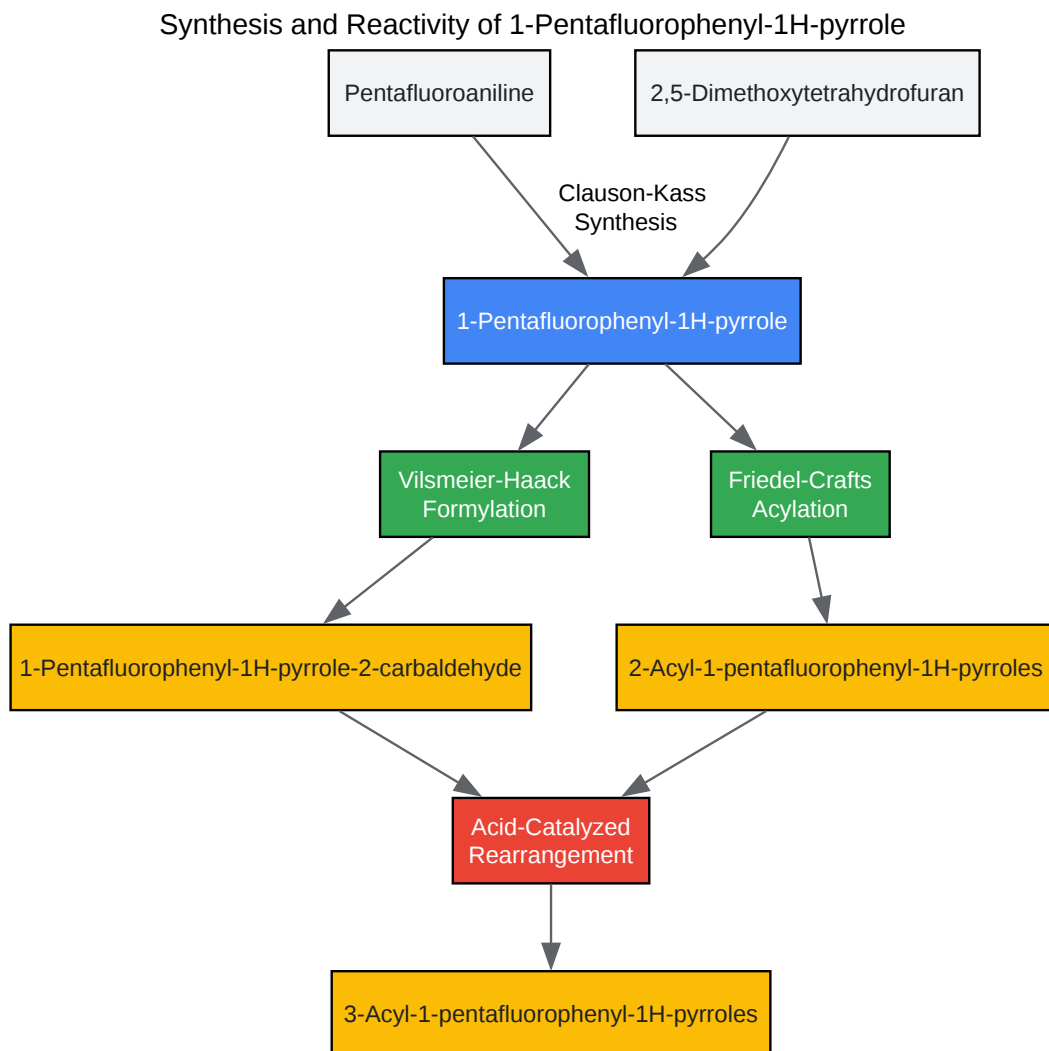 Synthesis and Reactivity of 1-Pentafluorophenyl-1H-pyrrole
Pentafluoroaniline
2,5-Dimethoxytetrahydrofuran
Clauson-Kass
Synthesis
1-Pentafluorophenyl-1H-pyrrole
Vilsmeier-Haack
Formylation
Friedel-Crafts
Acylation
1-Pentafluorophenyl-1H-pyrrole-2-carbaldehyde
2-Acyl-1-pentafluorophenyl-1H-pyrroles
Acid-Catalyzed
Rearrangement
3-Acyl-1-pentafluorophenyl-1H-pyrroles